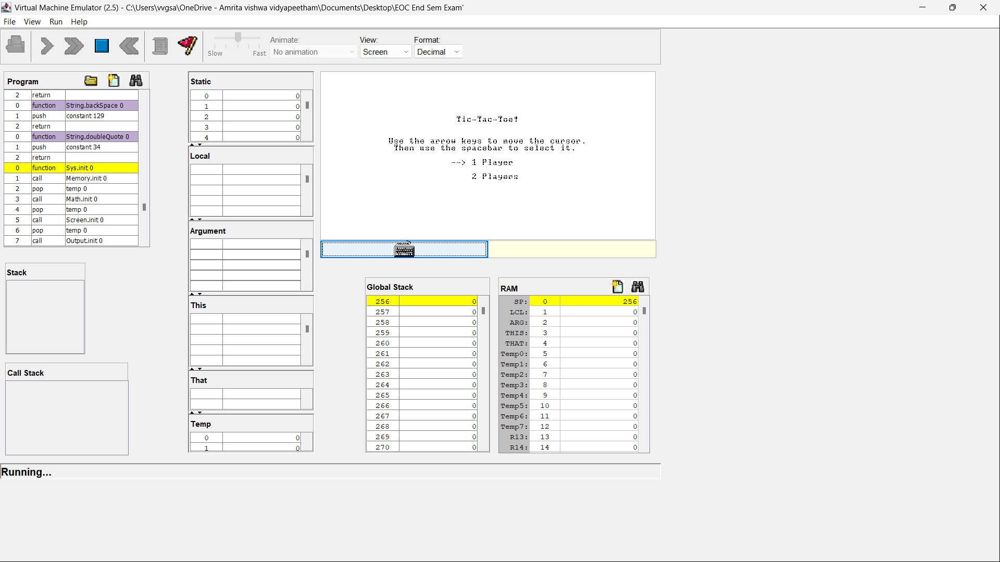 Virtual Machine Emulator (2.5) - C:\Users\vvgsa\OneDrive - Amrita vishwa vidyapeetham\Documents\Desktop\EOC End Sem Exam'
File View Run Help
Slow Fast
Animate:
No animation
View:
Screen
Format:
Decimal
Program
2 return
0 function String.backSpace 0
1 push constant 129
2 return
0 function String.doubleQuote 0
1 push constant 34
2 return
0 function Sys.init 0
1 call Memory.init 0
2 pop temp 0
3 call Math.init 0
4 pop temp 0
5 call Screen.init 0
6 pop temp 0
7 call Output.init 0
Stack
Call Stack
Static
0 0
1 0
2 0
3 0
4 0
Local
Argument
This
That
Temp
0 0
1 0
Tic-Tac-Toe!
Use the arrow keys to move the cursor.
Then use the spacebar to select it.
--> 1 Player
2 Players
Global Stack
256 0
257 0
258 0
259 0
260 0
261 0
262 0
263 0
264 0
265 0
266 0
267 0
268 0
269 0
270 0
RAM
SP: 0 256
LCL: 1 0
ARG: 2 0
THIS: 3 0
THAT: 4 0
Temp0: 5 0
Temp1: 6 0
Temp2: 7 0
Temp3: 8 0
Temp4: 9 0
Temp5: 10 0
Temp6: 11 0
Temp7: 12 0
R13: 13 0
R14: 14 0
Running...